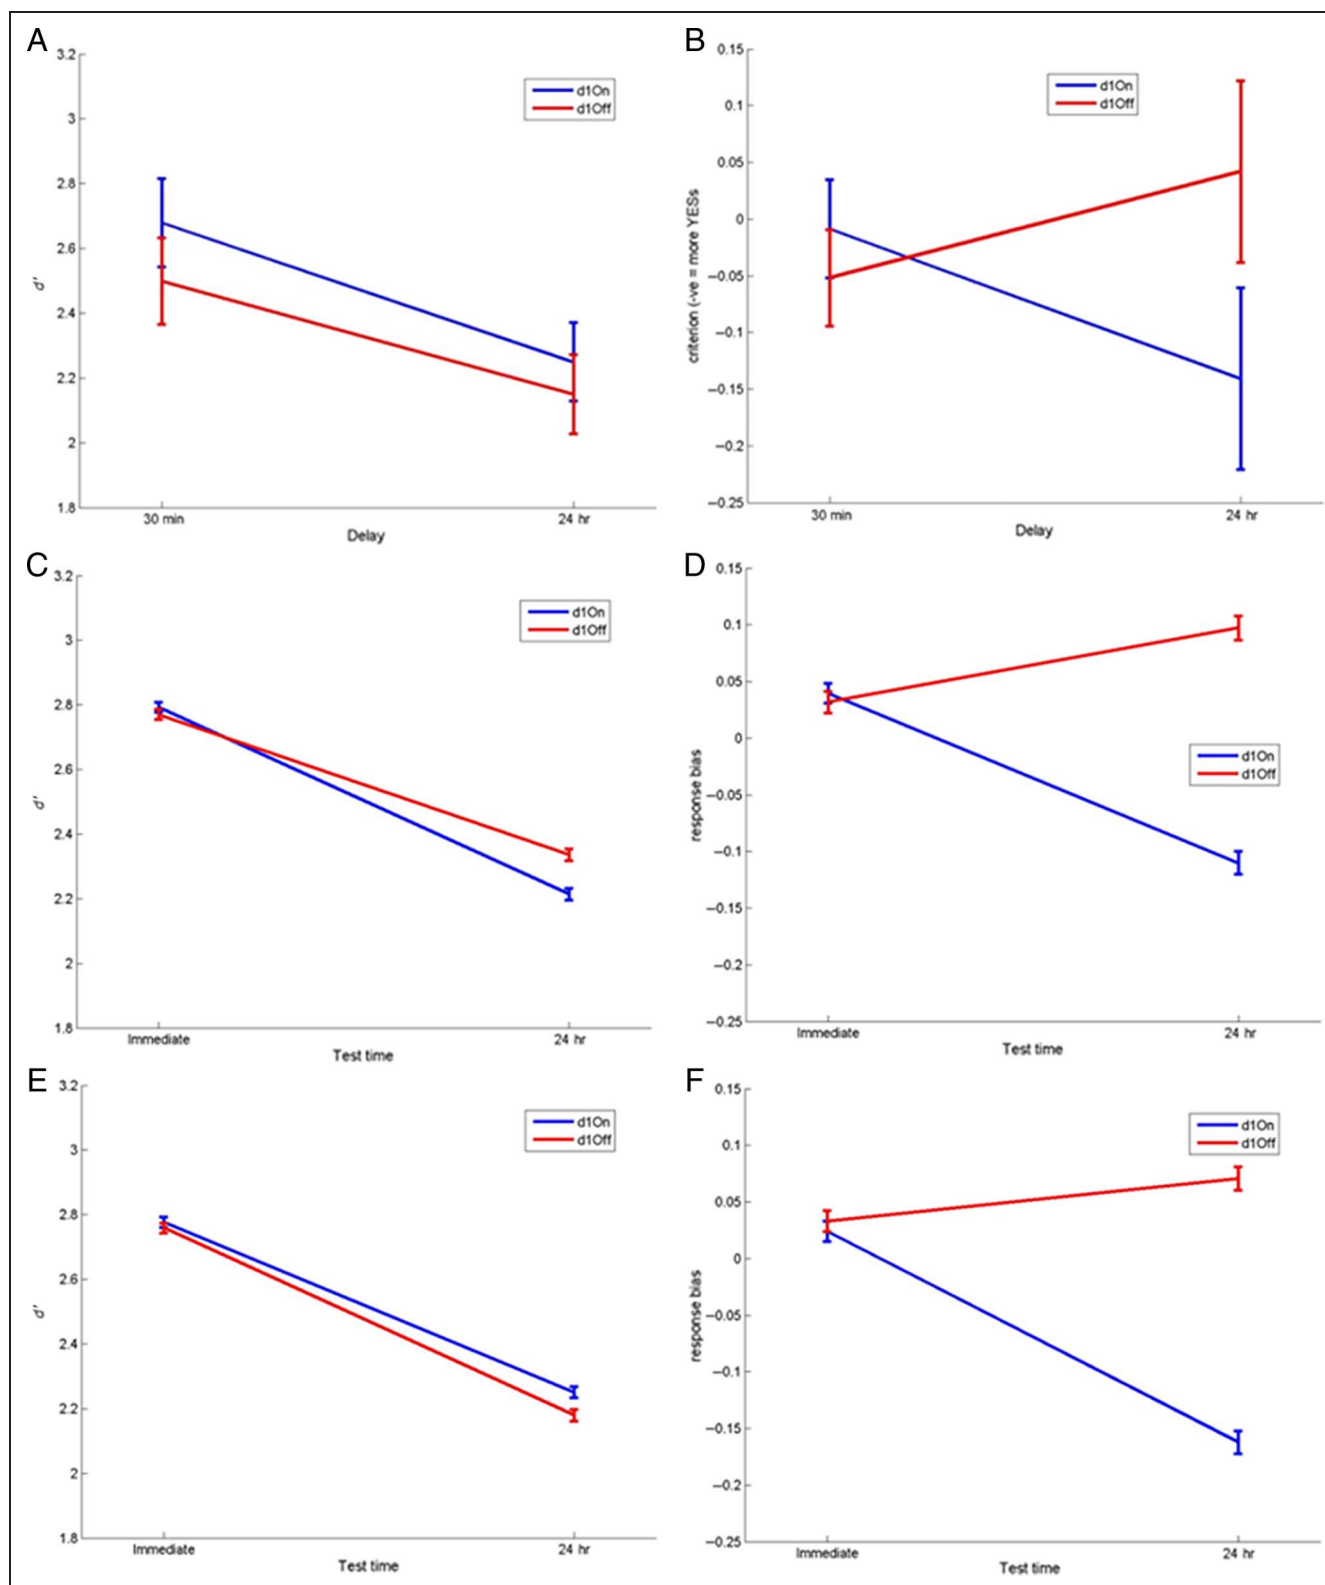 A
3.2
3
2.8
2.6
2.4
2.2
2
1.8
d'
d1On
d1Off
30 min
24 hr
Delay
B
0.15
0.1
0.05
0
−0.05
−0.1
−0.15
−0.2
−0.25
criterion (-ve = more YESs
d1On
d1Off
30 min
24 hr
Delay
C
3.2
3
2.8
2.6
2.4
2.2
2
1.8
d'
d1On
d1Off
Immediate
24 hr
Test time
D
0.15
0.1
0.05
0
−0.05
−0.1
−0.15
−0.2
−0.25
response bias
d1On
d1Off
Immediate
24 hr
Test time
E
3.2
3
2.8
2.6
2.4
2.2
2
1.8
d'
d1On
d1Off
Immediate
24 hr
Test time
F
0.15
0.1
0.05
0
−0.05
−0.1
−0.15
−0.2
−0.25
response bias
d1On
d1Off
Immediate
24 hr
Test time